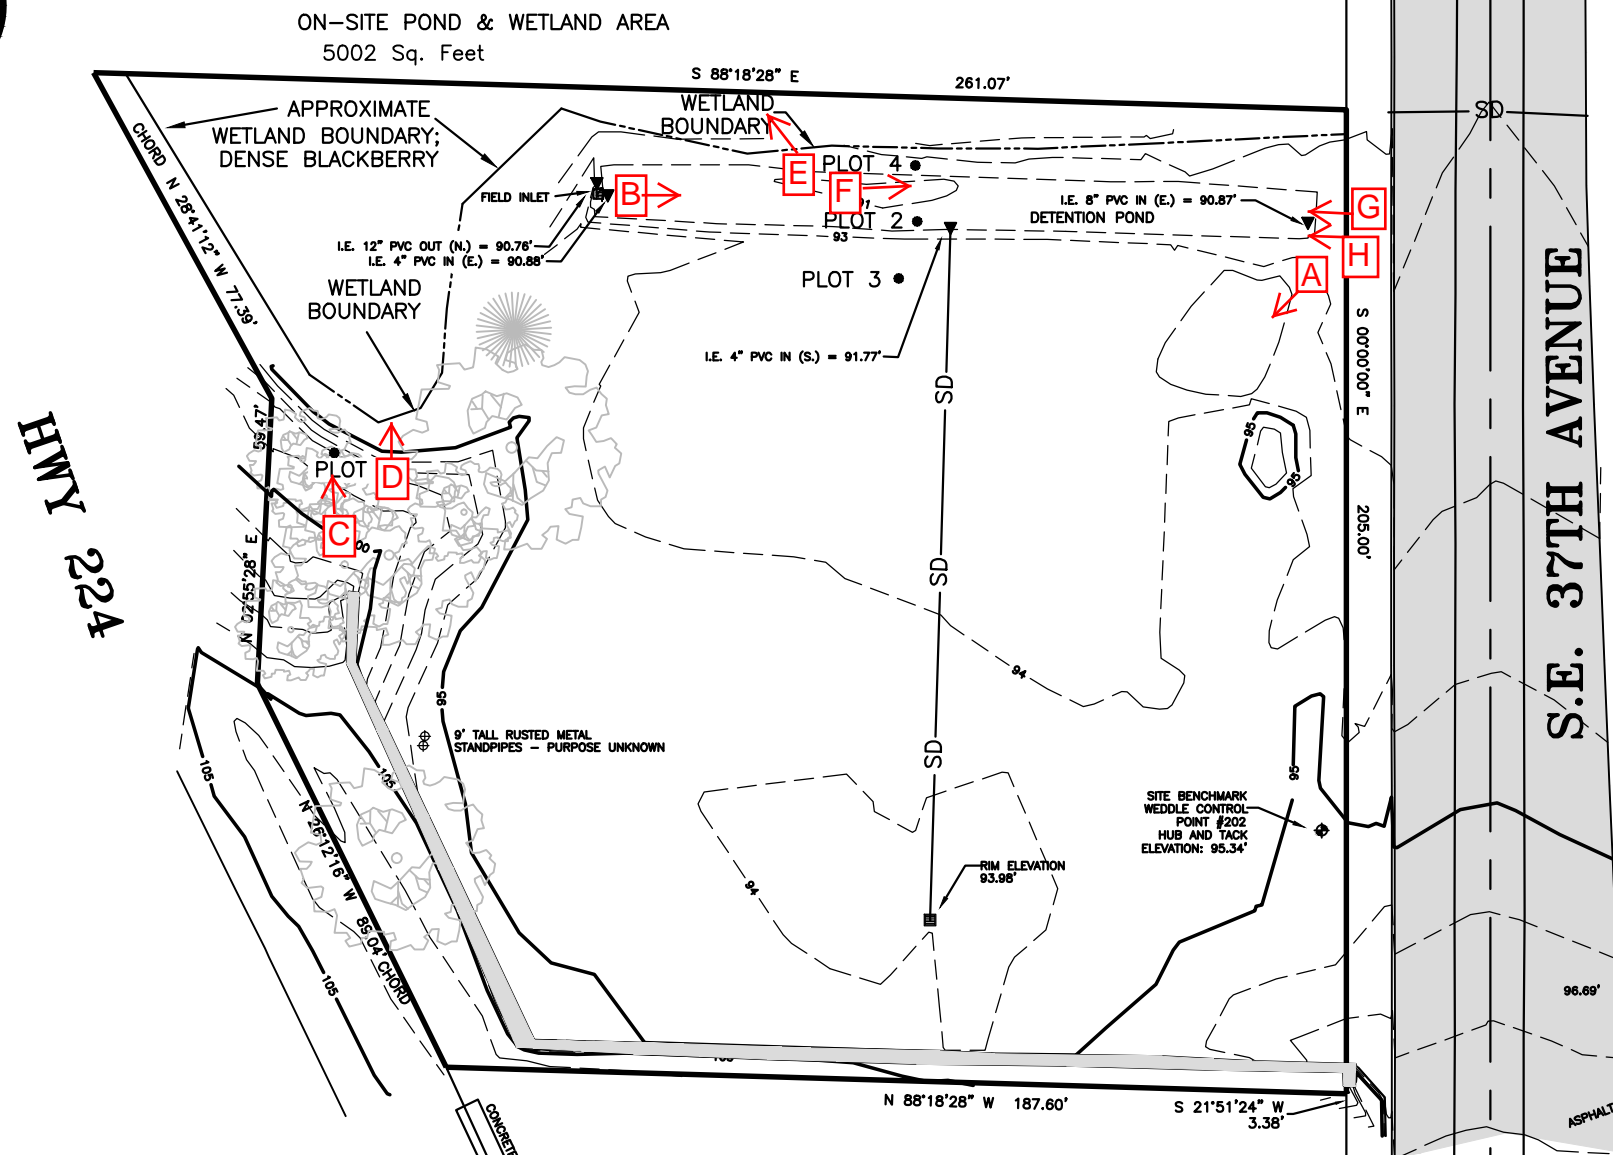 ON-SITE POND & WETLAND AREA
5002 Sq. Feet
S 88°18'28" E
261.07'
SD
APPROXIMATE
WETLAND BOUNDARY;
DENSE BLACKBERRY
WETLAND
BOUNDARY
CHORD N 28°41'12" W 77.39'
E
PLOT 4
FIELD INLET
B
F
I.E. 8" PVC IN (E.) = 90.87'
G
DETENTION POND
PLOT 2
93
I.E. 12" PVC OUT (N.) = 90.76'
I.E. 4" PVC IN (E.) = 90.88'
H
A
PLOT 3
WETLAND
BOUNDARY
I.E. 4" PVC IN (S.) = 91.77'
S 00°00'00" E 205.00'
S.E. 37TH AVENUE
SD
HWY 224
59.47'
95
95
PLOT
D
C
00
N 02°55'28" E
SD
94
95
9' TALL RUSTED METAL
STANDPIPES - PURPOSE UNKNOWN
SD
105
105
95
SITE BENCHMARK
WEDDLE CONTROL
POINT #202
HUB AND TACK
ELEVATION: 95.34'
N 26°12'16" W 89.04' CHORD
RIM ELEVATION
93.98'
94
105
96.69'
N 88°18'28" W 187.60'
S 21°51'24" W
3.38'
CONCRETE
ASPHALT